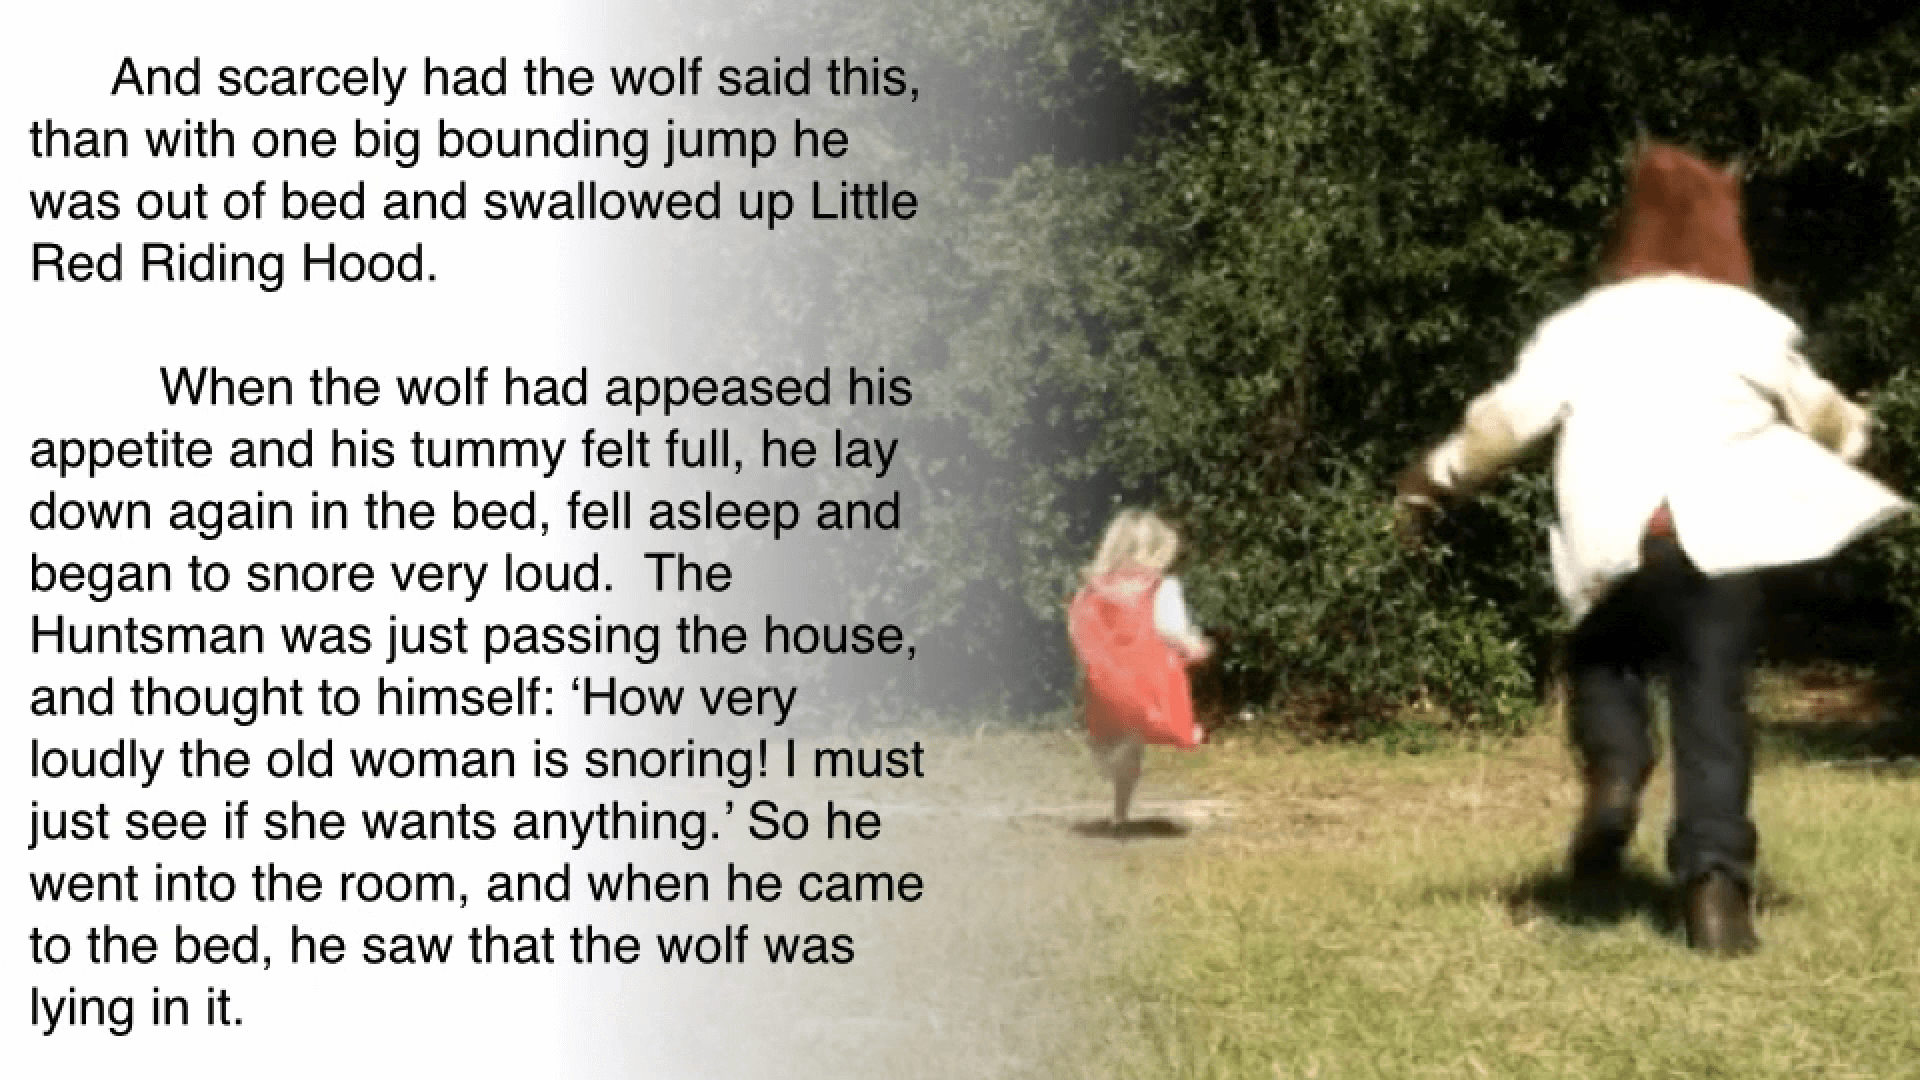 And scarcely had the wolf said this,
than with one big bounding jump he
was out of bed and swallowed up Little
Red Riding Hood.
When the wolf had appeased his
appetite and his tummy felt full, he lay
down again in the bed, fell asleep and
began to snore very loud.  The
Huntsman was just passing the house,
and thought to himself: ‘How very
loudly the old woman is snoring! I must
just see if she wants anything.’ So he
went into the room, and when he came
to the bed, he saw that the wolf was
lying in it.